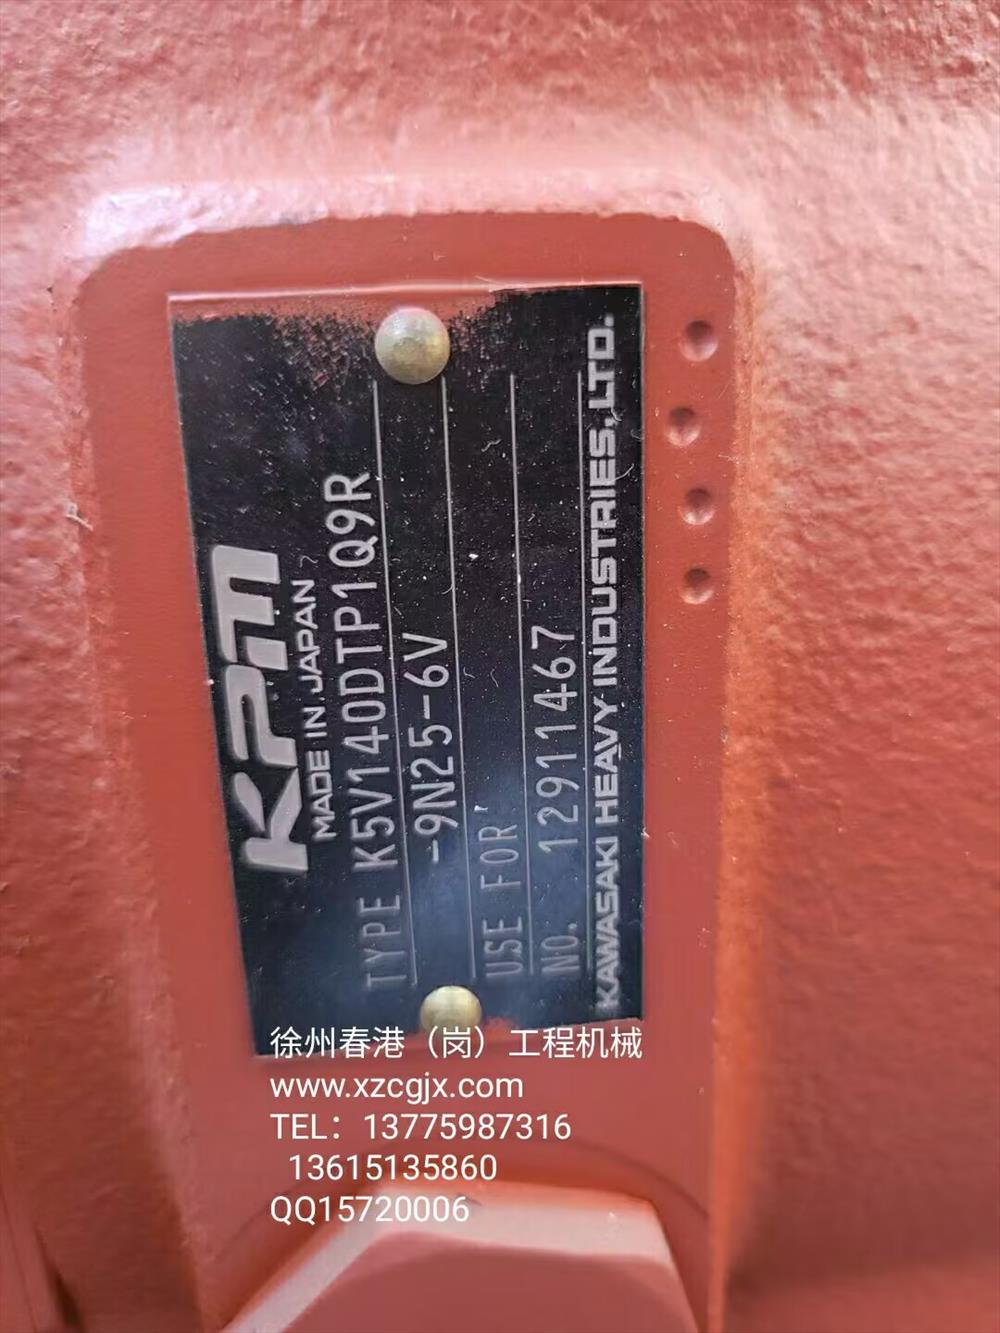 KPM
MADE IN JAPAN
TYPE K5V140DTP1Q9R
-9N25-6V
USE FOR
NO. 12911467
KAWASAKI HEAVY INDUSTRIES,LTD.
徐州春港（岗）工程机械
www.xzcgjx.com
TEL：13775987316
13615135860
QQ15720006